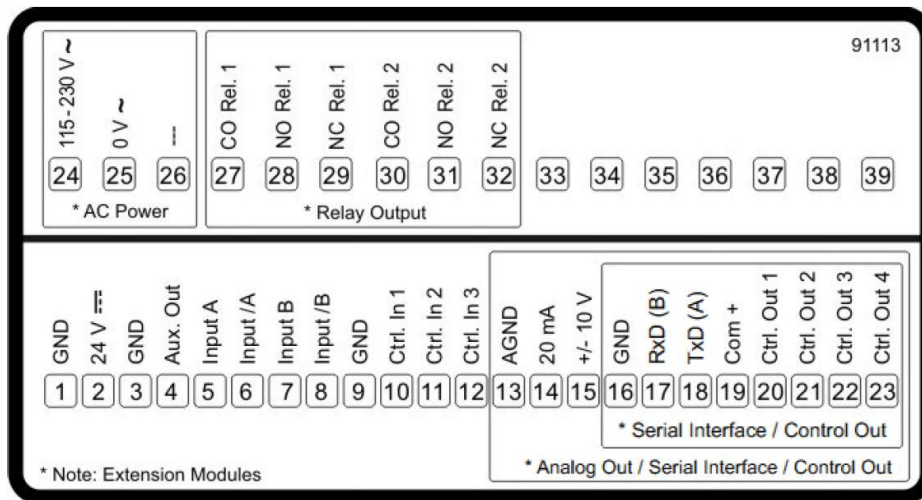 91113
115-230 V ~
0 V ~
---
CO Rel. 1
NO Rel. 1
NC Rel. 1
CO Rel. 2
NO Rel. 2
NC Rel. 2
24 25 26 27 28 29 30 31 32 33 34 35 36 37 38 39
* AC Power
* Relay Output
GND
24 V ⎓
GND
Aux. Out
Input A
Input /A
Input B
Input /B
GND
Ctrl. In 1
Ctrl. In 2
Ctrl. In 3
AGND
20 mA
+/- 10 V
GND
RxD (B)
TxD (A)
Com +
Ctrl. Out 1
Ctrl. Out 2
Ctrl. Out 3
Ctrl. Out 4
1 2 3 4 5 6 7 8 9 10 11 12 13 14 15 16 17 18 19 20 21 22 23
* Serial Interface / Control Out
* Note: Extension Modules
* Analog Out / Serial Interface / Control Out